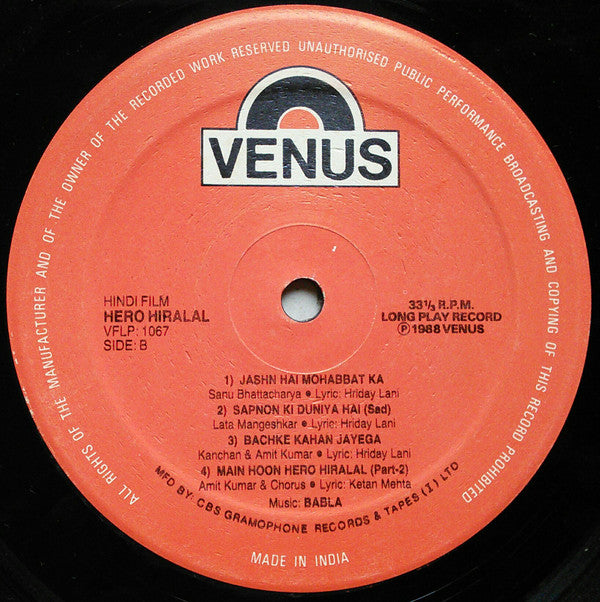 ALL RIGHTS OF THE MANUFACTURER AND OF THE OWNER OF THE RECORDED WORK RESERVED UNAUTHORISED PUBLIC PERFORMANCE BROADCASTING AND COPYING OF THIS RECORD PROHIBITED
VENUS
HINDI FILM
HERO HIRALAL
VFLP: 1067
SIDE: B
33⅓ R.P.M.
LONG PLAY RECORD
Ⓟ 1988 VENUS
1) JASHN HAI MOHABBAT KA
Sanu Bhattacharya ● Lyric: Hriday Lani
2) SAPNON KI DUNIYA HAI (Sad)
Lata Mangeshkar ● Lyric: Hriday Lani
3) BACHKE KAHAN JAYEGA
Kanchan & Amit Kumar ● Lyric: Hriday Lani
4) MAIN HOON HERO HIRALAL (Part-2)
Amit Kumar & Chorus ● Lyric: Ketan Mehta
Music: BABLA
MFD BY: CBS GRAMOPHONE RECORDS & TAPES (I) LTD
MADE IN INDIA